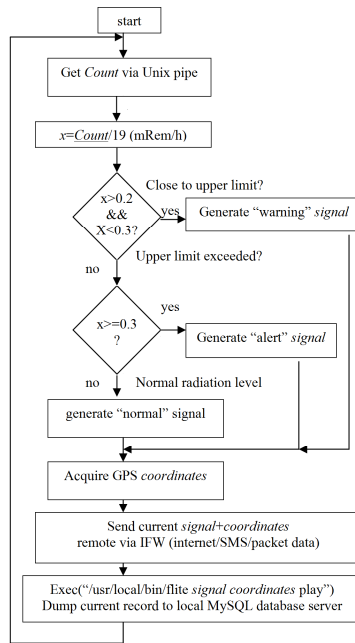 start
Get Count via Unix pipe
x=Count/19 (mRem/h)
Close to upper limit?
x>0.2
&&
X<0.3?
yes
Generate “warning” signal
no
Upper limit exceeded?
x>=0.3
?
yes
Generate “alert” signal
no
Normal radiation level
generate “normal” signal
Acquire GPS coordinates
Send current signal+coordinates
remote via IFW (internet/SMS/packet data)
Exec(“/usr/local/bin/flite signal coordinates play”)
Dump current record to local MySQL database server